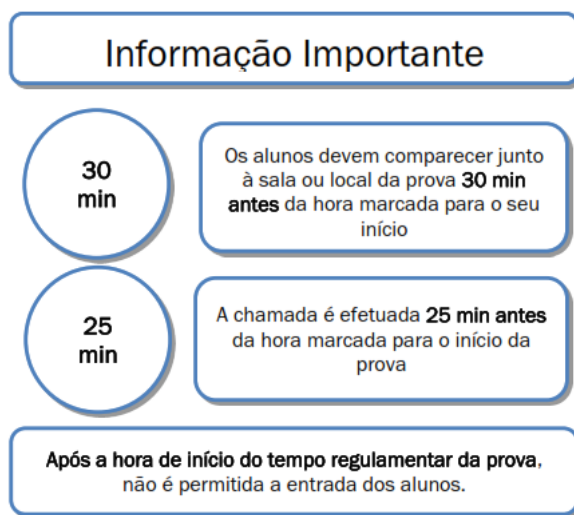 Informação Importante
30
min
Os alunos devem comparecer junto
à sala ou local da prova 30 min
antes da hora marcada para o seu
início
25
min
A chamada é efetuada 25 min antes
da hora marcada para o início da
prova
Após a hora de início do tempo regulamentar da prova,
não é permitida a entrada dos alunos.